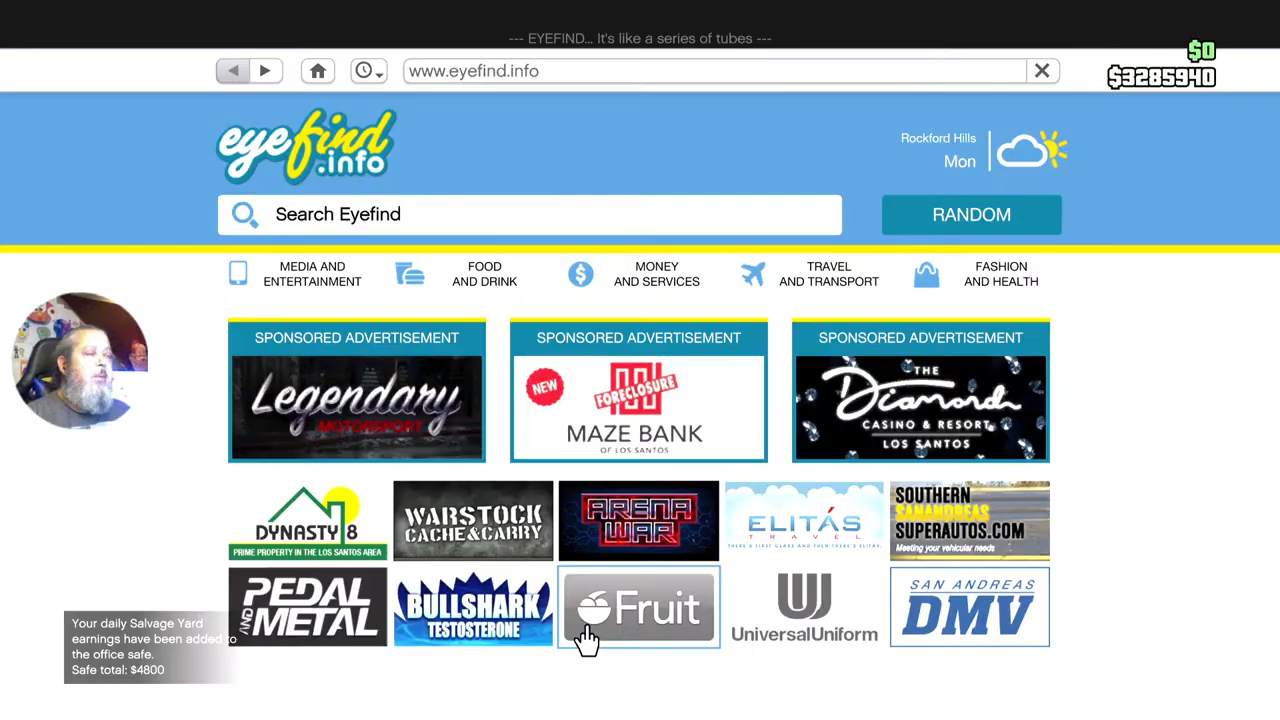 --- EYEFIND... It's like a series of tubes ---
$0
www.eyefind.info
$3285940
eyefind
.info
Rockford Hills
Mon
Search Eyefind
RANDOM
MEDIA AND
ENTERTAINMENT
FOOD
AND DRINK
MONEY
AND SERVICES
TRAVEL
AND TRANSPORT
FASHION
AND HEALTH
SPONSORED ADVERTISEMENT
Legendary
MOTORSPORT
SPONSORED ADVERTISEMENT
NEW
FORECLOSURE
MAZE BANK
OF LOS SANTOS
SPONSORED ADVERTISEMENT
THE
Diamond
CASINO & RESORT
LOS SANTOS
DYNASTY 8
PRIME PROPERTY IN THE LOS SANTOS AREA
WARSTOCK
CACHE & CARRY
ARENA
WAR
ELITÁS
TRAVEL
THERE'S FIRST CLASS AND THEN THERE'S ELITÁS.
SOUTHERN
SANANDREAS
SUPERAUTOS.COM
Meeting your vehicular needs
PEDAL
AND METAL
BULLSHARK
TESTOSTERONE
Fruit
UniversalUniform
SAN ANDREAS
DMV
Your daily Salvage Yard
earnings have been added to
the office safe.
Safe total: $4800